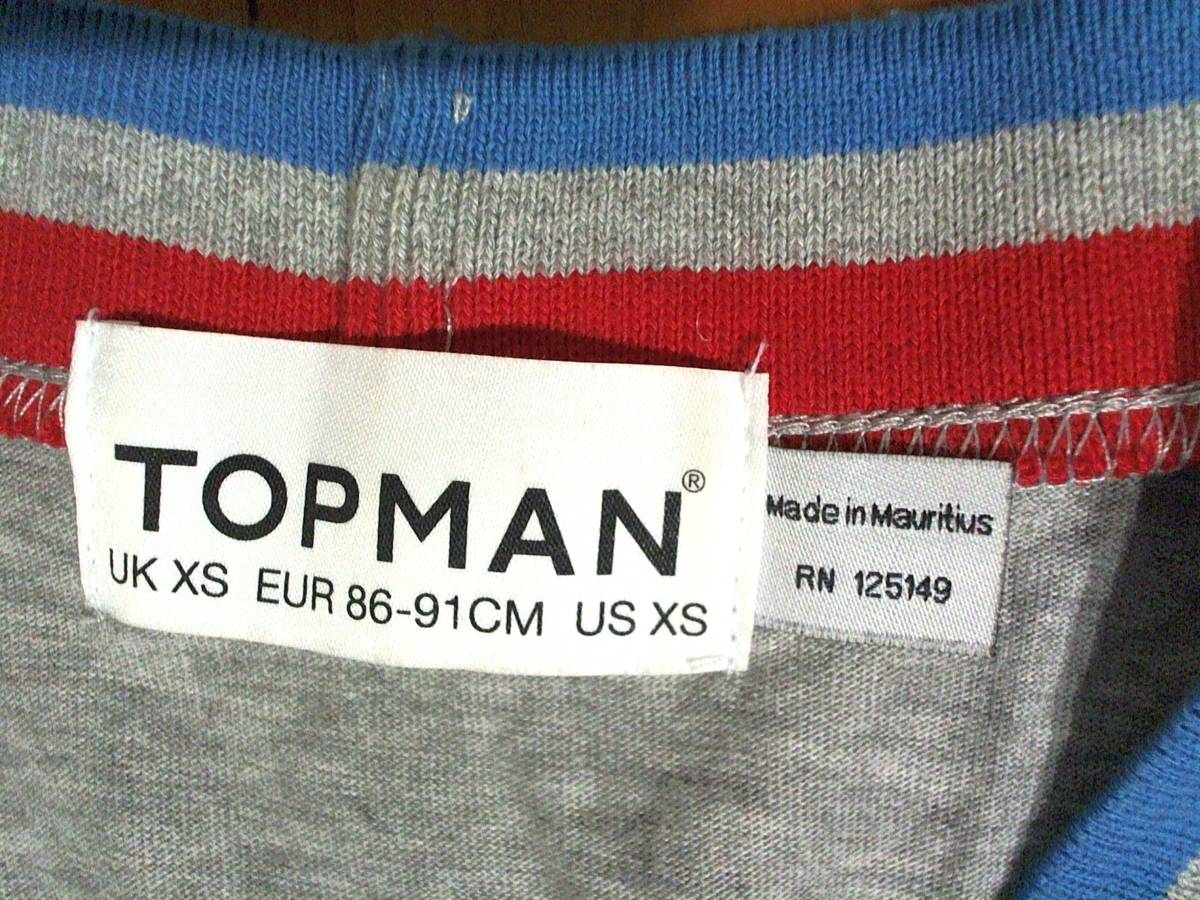 TOPMAN®
UK XS EUR 86-91CM US XS
Made in Mauritius
RN 125149